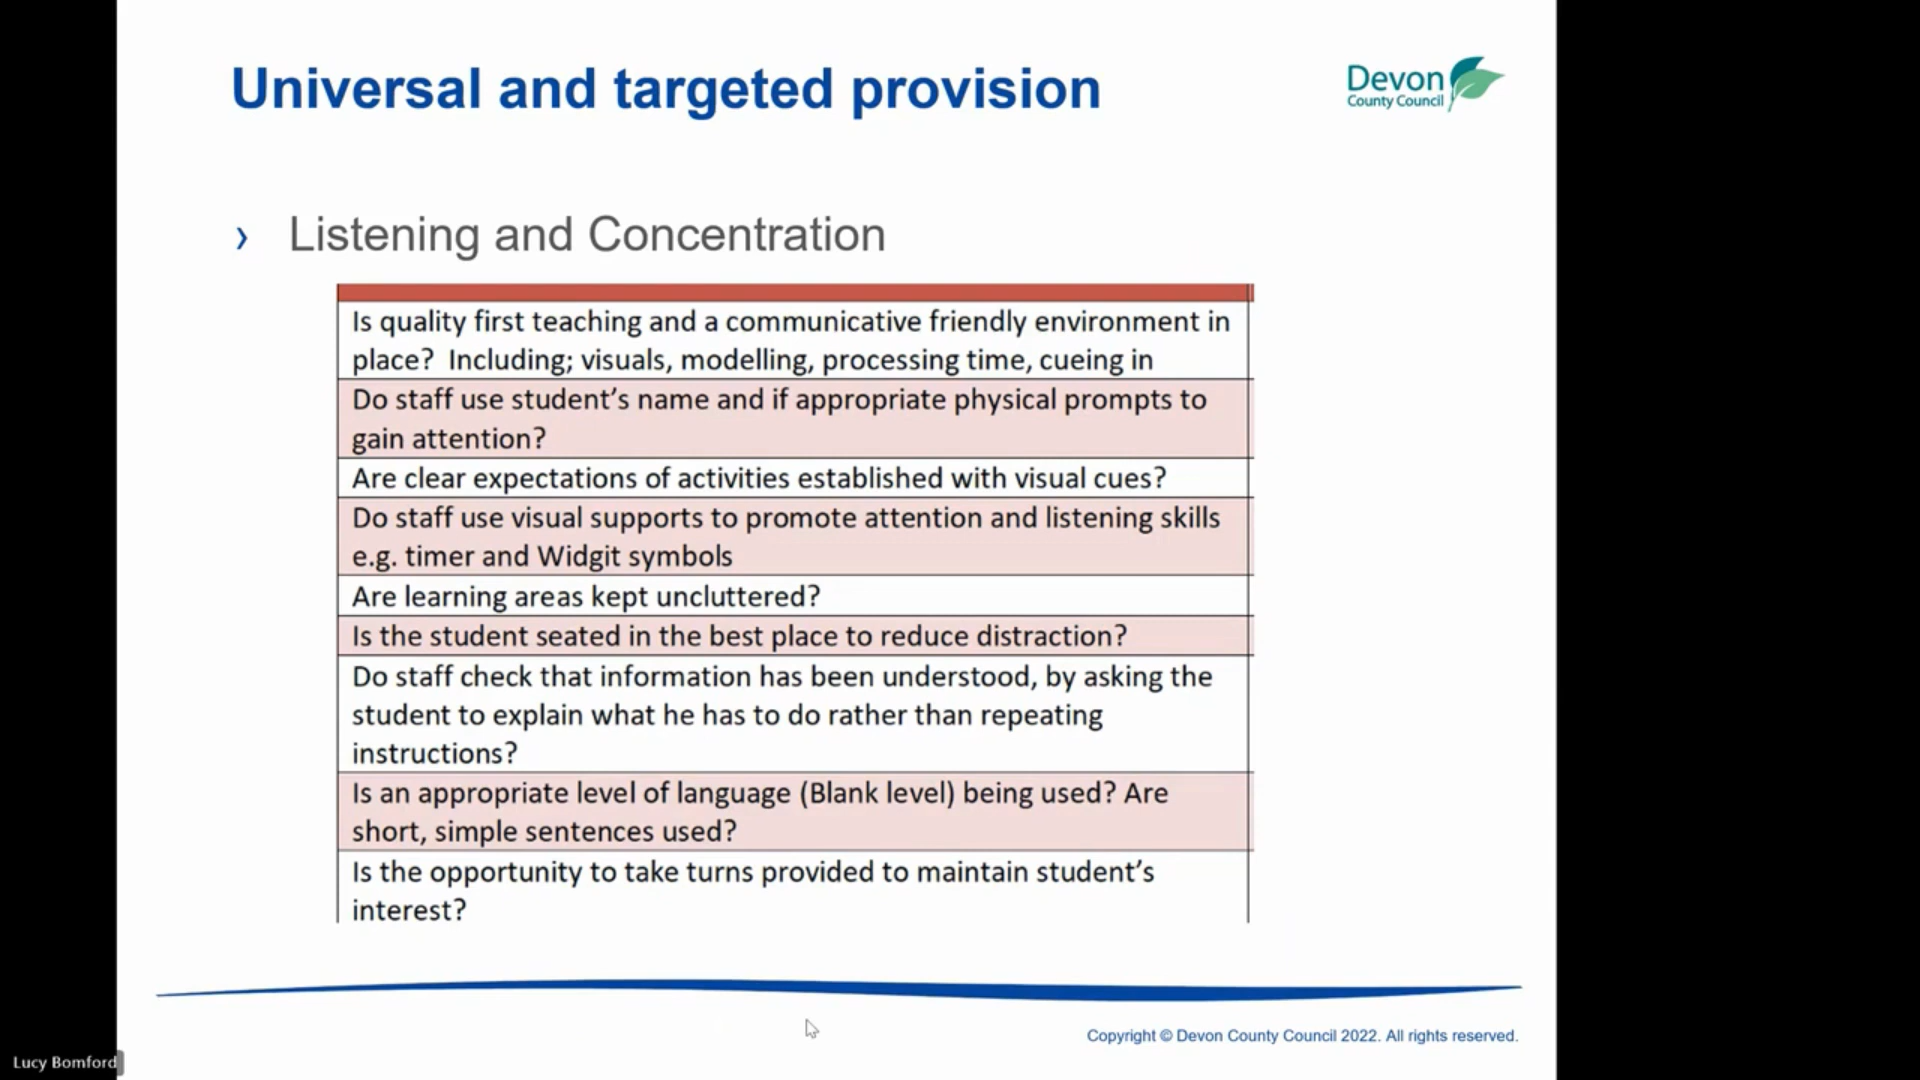 Universal and targeted provision
Devon
County Council
› Listening and Concentration
Is quality first teaching and a communicative friendly environment in
place?  Including; visuals, modelling, processing time, cueing in
Do staff use student’s name and if appropriate physical prompts to
gain attention?
Are clear expectations of activities established with visual cues?
Do staff use visual supports to promote attention and listening skills
e.g. timer and Widgit symbols
Are learning areas kept uncluttered?
Is the student seated in the best place to reduce distraction?
Do staff check that information has been understood, by asking the
student to explain what he has to do rather than repeating
instructions?
Is an appropriate level of language (Blank level) being used? Are
short, simple sentences used?
Is the opportunity to take turns provided to maintain student’s
interest?
Copyright © Devon County Council 2022. All rights reserved.
Lucy Bomford